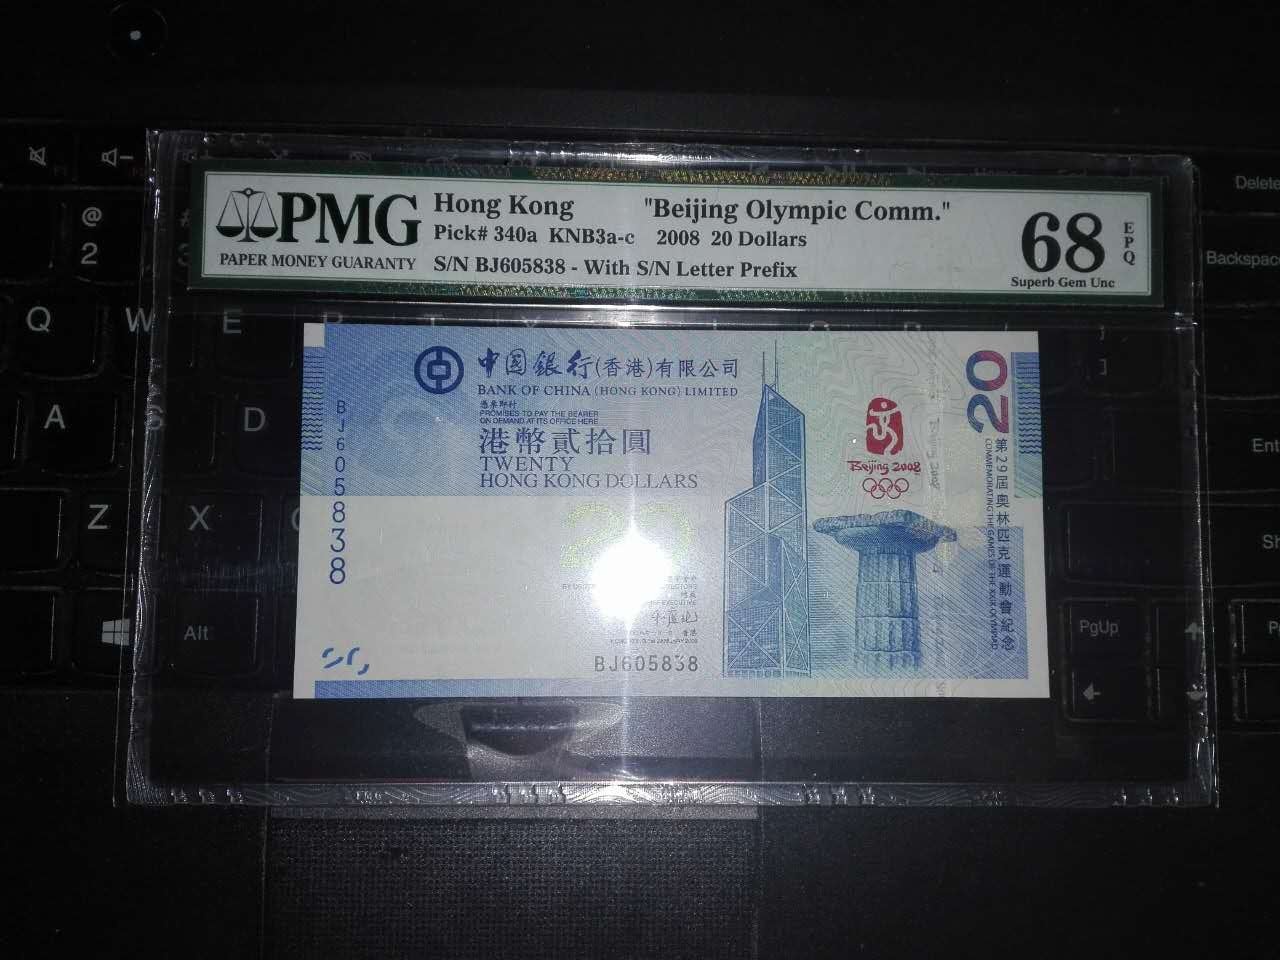 PMG
PAPER MONEY GUARANTY
Hong Kong "Beijing Olympic Comm."
Pick# 340a KNB3a-c 2008 20 Dollars
S/N BJ605838 - With S/N Letter Prefix
68
EPQ
Superb Gem Unc
中國銀行(香港)有限公司
BANK OF CHINA (HONG KONG) LIMITED
憑票即付
PROMISES TO PAY THE BEARER
ON DEMAND AT ITS OFFICE HERE
港幣貳拾圓
TWENTY
HONG KONG DOLLARS
BJ605838
BJ605838
Beijing 2008
20
第29屆奧林匹克運動會紀念
COMMEMORATING THE GAMES OF THE XXIX OLYMPIAD
Delete
@
2
Backspace
Q
W
E
R
A
S
D
Ent
Z
X
Sh
Alt
PgUp